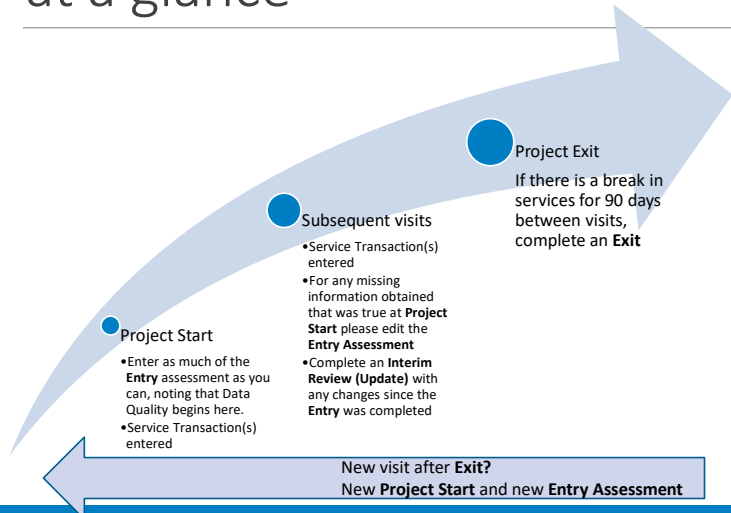 at a glance
Project Start
•Enter as much of the
Entry assessment as you
can, noting that Data
Quality begins here.
•Service Transaction(s)
entered
Subsequent visits
•Service Transaction(s)
entered
•For any missing
information obtained
that was true at Project
Start please edit the
Entry Assessment
•Complete an Interim
Review (Update) with
any changes since the
Entry was completed
Project Exit
If there is a break in
services for 90 days
between visits,
complete an Exit
New visit after Exit?
New Project Start and new Entry Assessment